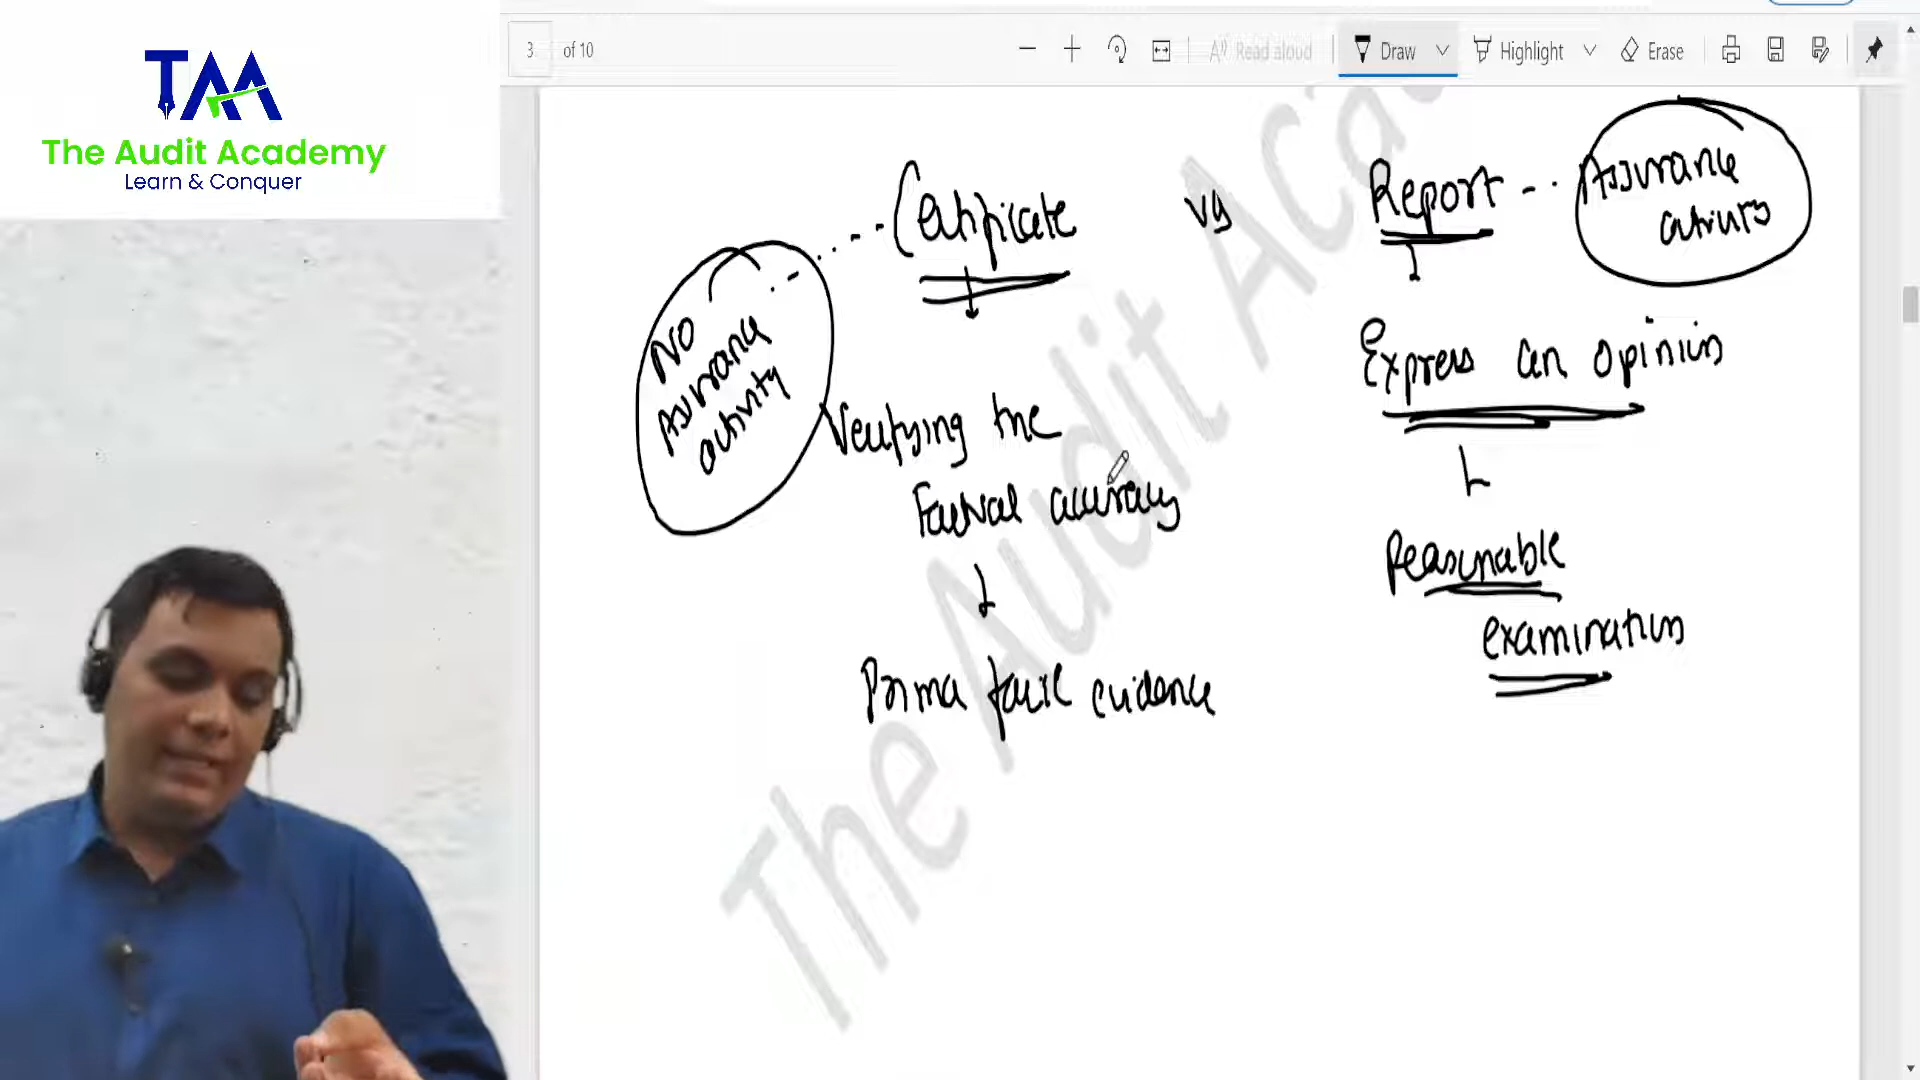 TAA
The Audit Academy
Learn & Conquer
3 of 10
Read aloud
Draw
Highlight
Erase
Certificate vs Report
Assurance
activity
No
Assurance
activity
Verifying the
Factual accuracy
Prima facie evidence
Express an opinion
Reasonable
examination
The Audit Aca